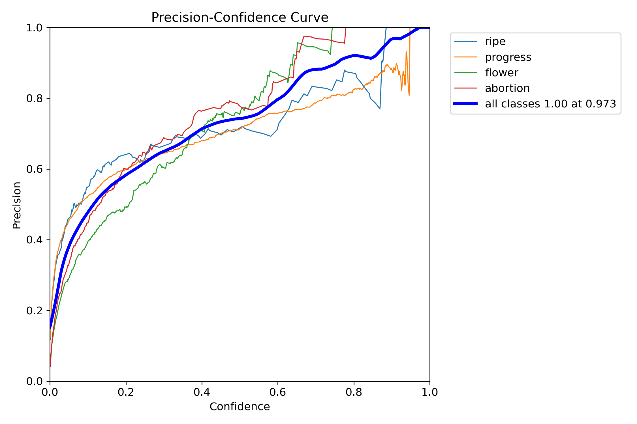 Precision-Confidence Curve
1.0
0.8
0.6
0.4
0.2
0.0
Precision
0.0 0.2 0.4 0.6 0.8 1.0
Confidence
ripe
progress
flower
abortion
all classes 1.00 at 0.973